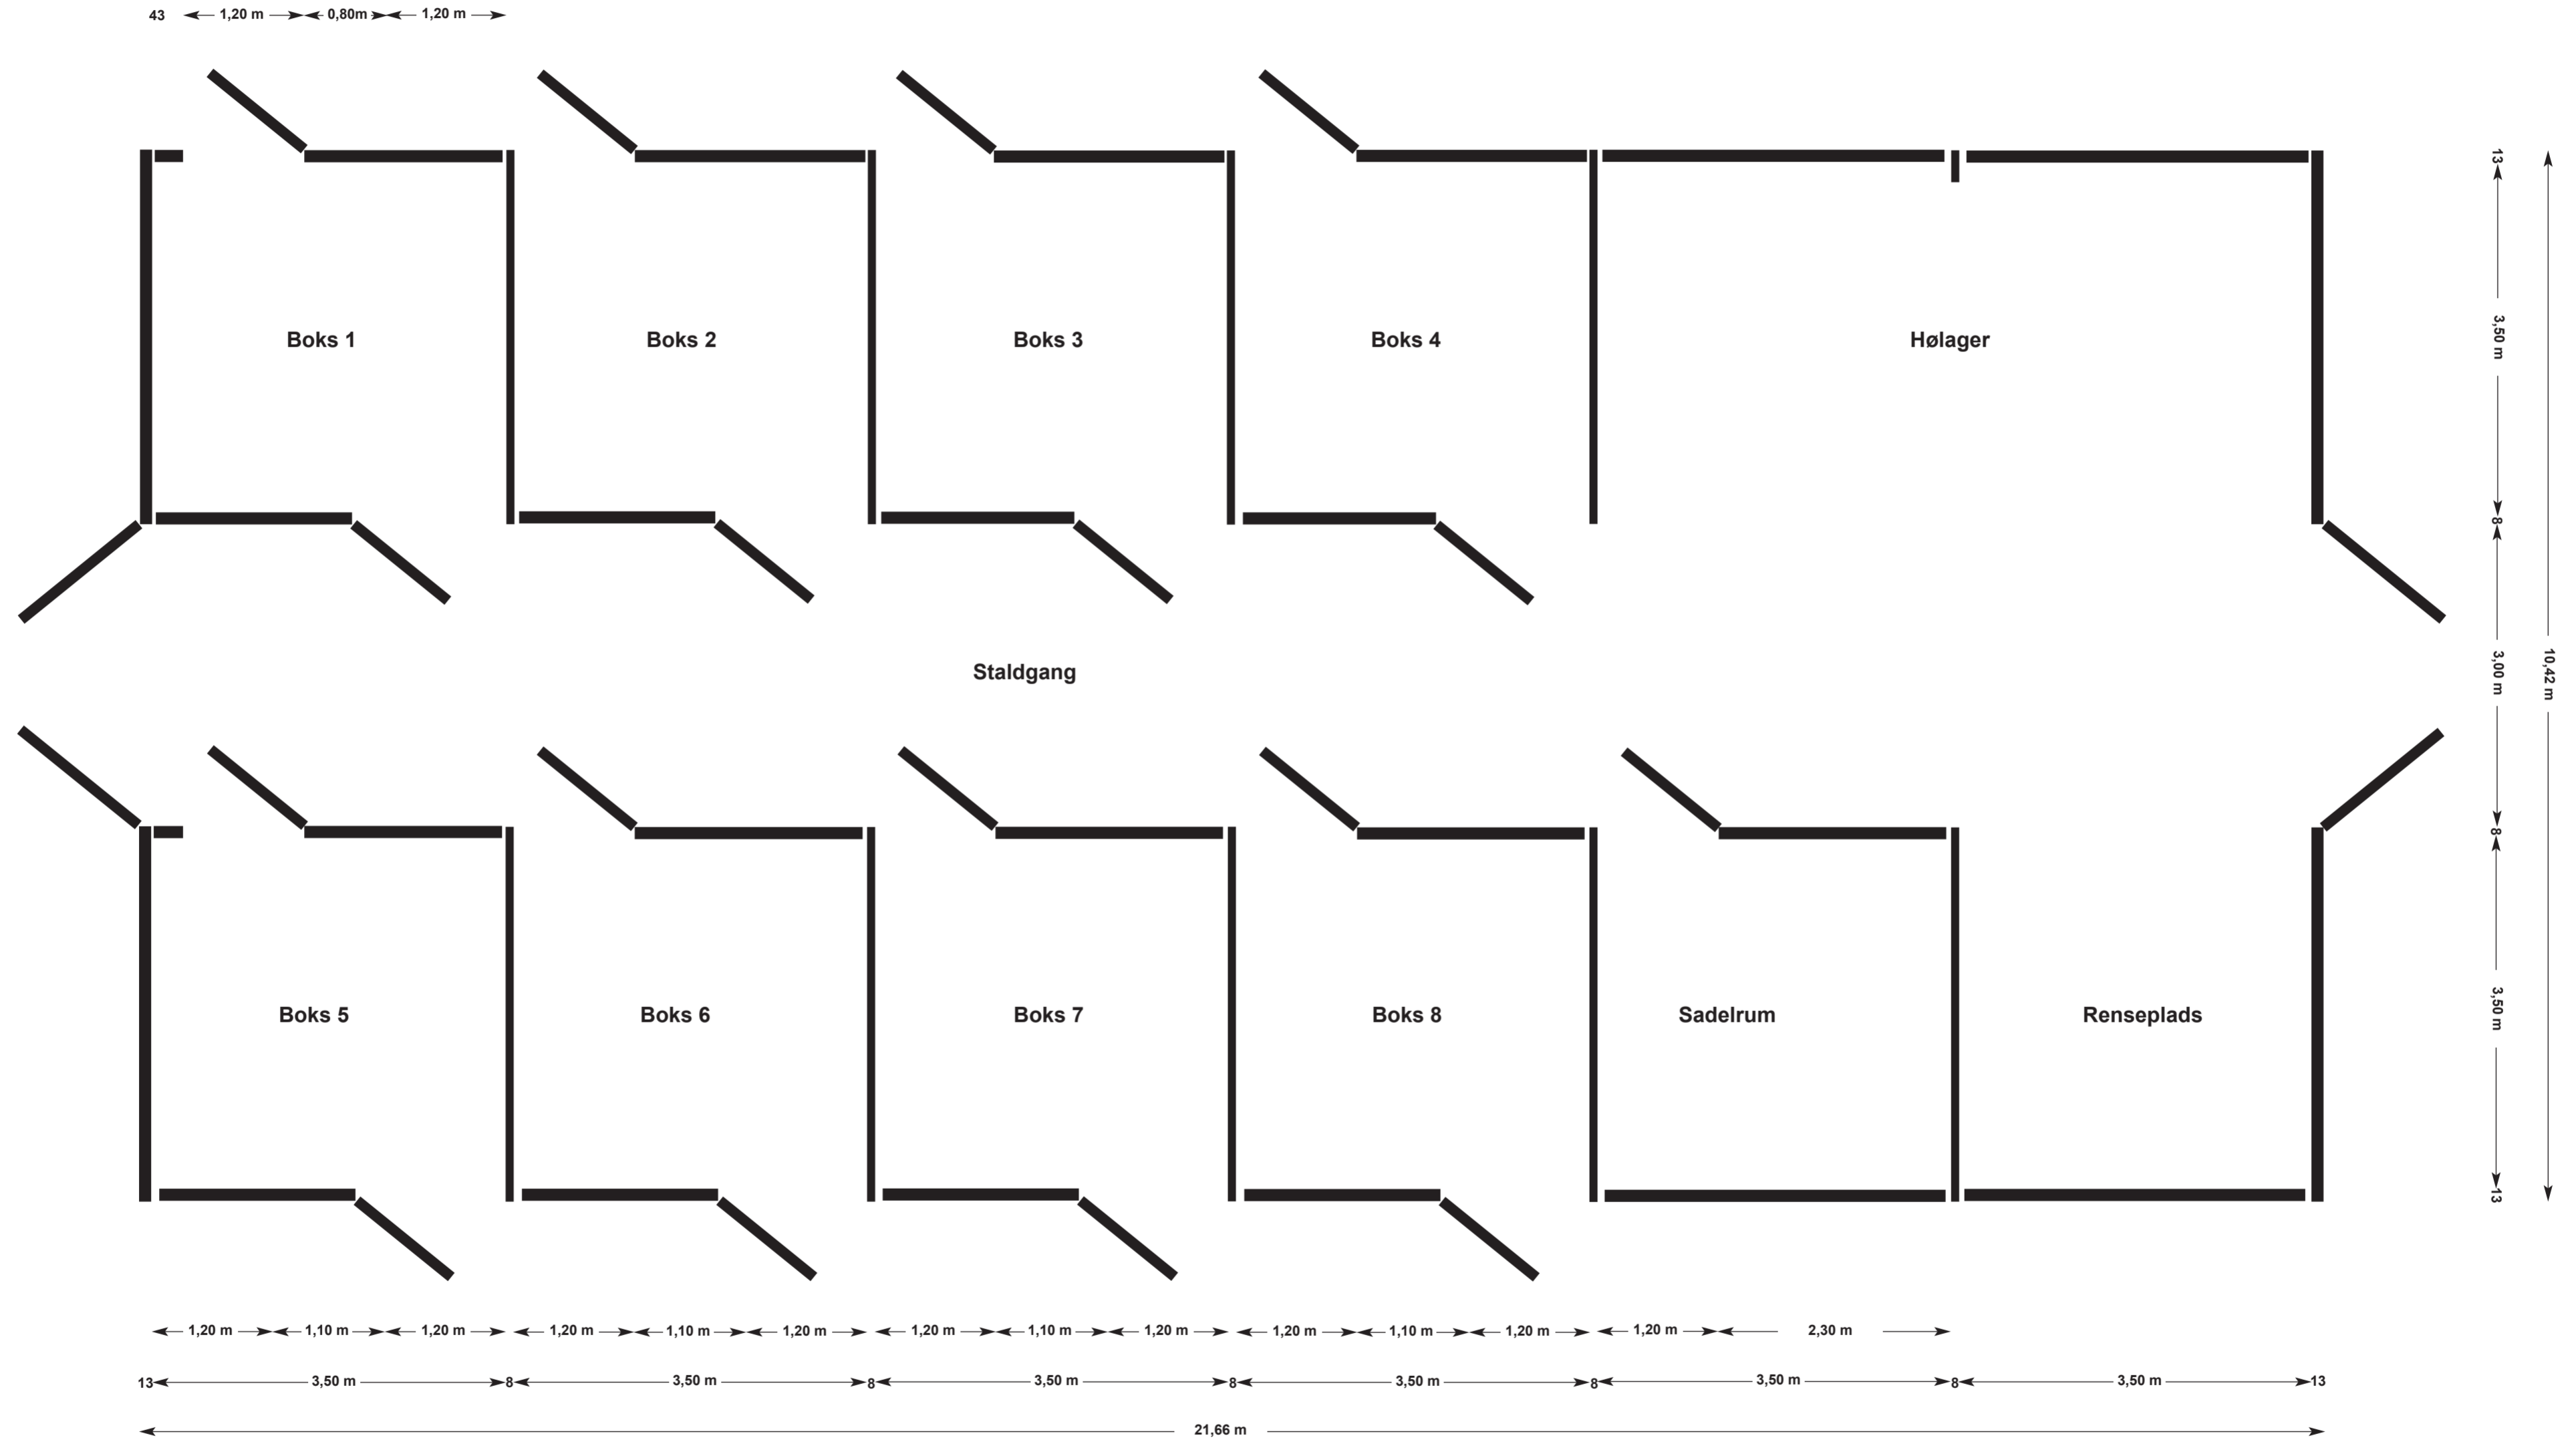 43 1,20 m 0,80m 1,20 m
13
Boks 1 Boks 2 Boks 3 Boks 4 Hølager
3,50 m
8
Staldgang
3,00 m
10,42 m
8
Boks 5 Boks 6 Boks 7 Boks 8 Sadelrum Renseplads
3,50 m
13
1,20 m 1,10 m 1,20 m 1,20 m 1,10 m 1,20 m 1,20 m 1,10 m 1,20 m 1,20 m 1,10 m 1,20 m 1,20 m 2,30 m
13 3,50 m 8 3,50 m 8 3,50 m 8 3,50 m 8 3,50 m 8 3,50 m 13
21,66 m